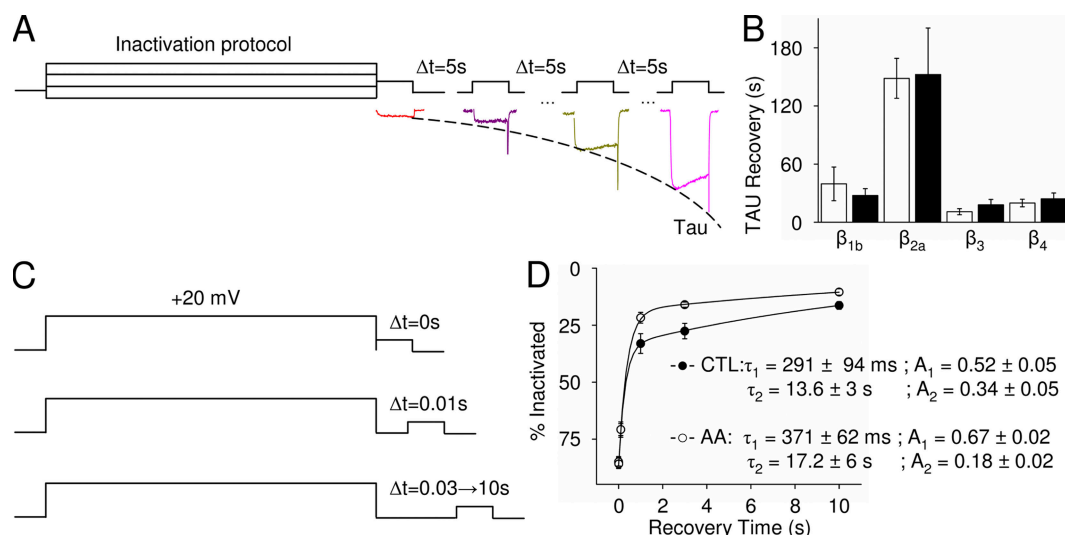 A
Inactivation protocol
Δt=5s
Δt=5s
Δt=5s
...
...
Tau
B
TAU Recovery (s)
180
120
60
0
β1b
β2a
β3
β4
C
+20 mV
Δt=0s
Δt=0.01s
Δt=0.03→10s
D
% Inactivated
0
25
50
75
CTL:τ1 = 291 ± 94 ms ; A1 = 0.52 ± 0.05
τ2 = 13.6 ± 3 s ; A2 = 0.34 ± 0.05
AA: τ1 = 371 ± 62 ms ; A1 = 0.67 ± 0.02
τ2 = 17.2 ± 6 s ; A2 = 0.18 ± 0.02
0 2 4 6 8 10
Recovery Time (s)